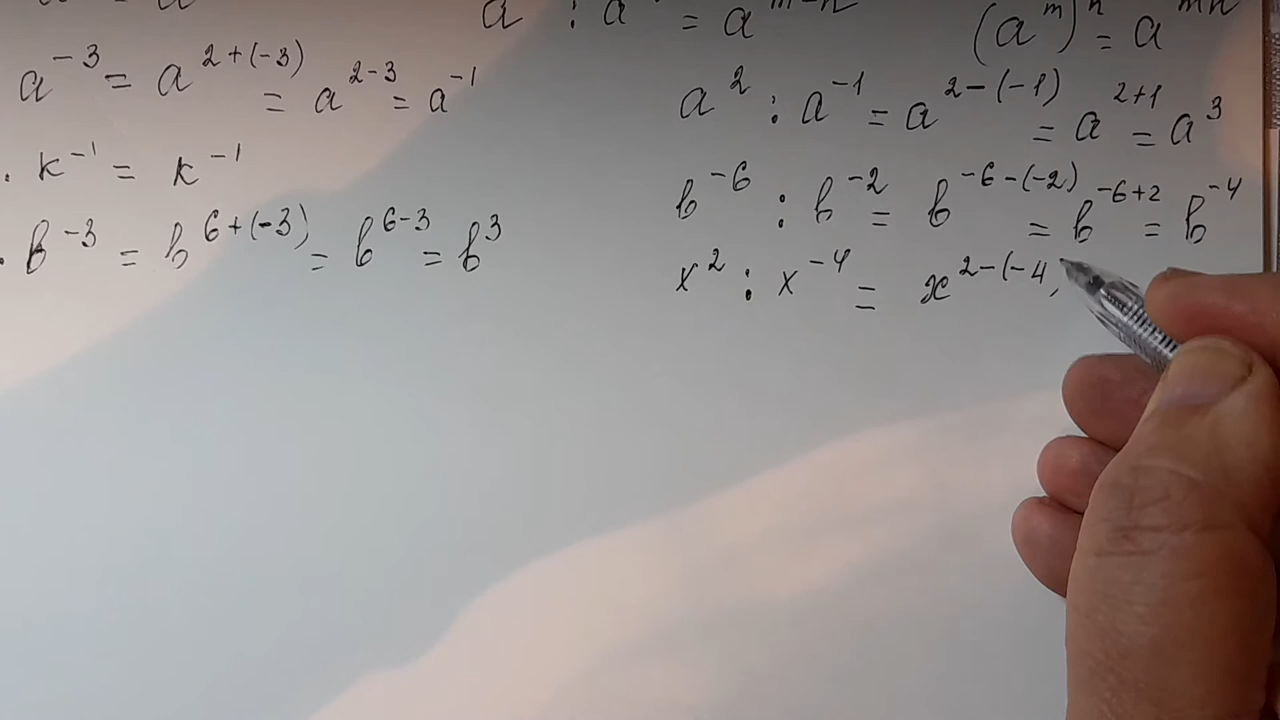 a : a = a^{m-n}
(a^m)^n = a^{mn}
a^{-3} = a^{2+(-3)} = a^{2-3} = a^{-1}
. k^{-1} = k^{-1}
. b^{-3} = b^{6+(-3)} = b^{6-3} = b^3
a^2 : a^{-1} = a^{2-(-1)} = a^{2+1} = a^3
b^{-6} : b^{-2} = b^{-6-(-2)} = b^{-6+2} = b^{-4}
x^2 : x^{-4} = x^{2-(-4)